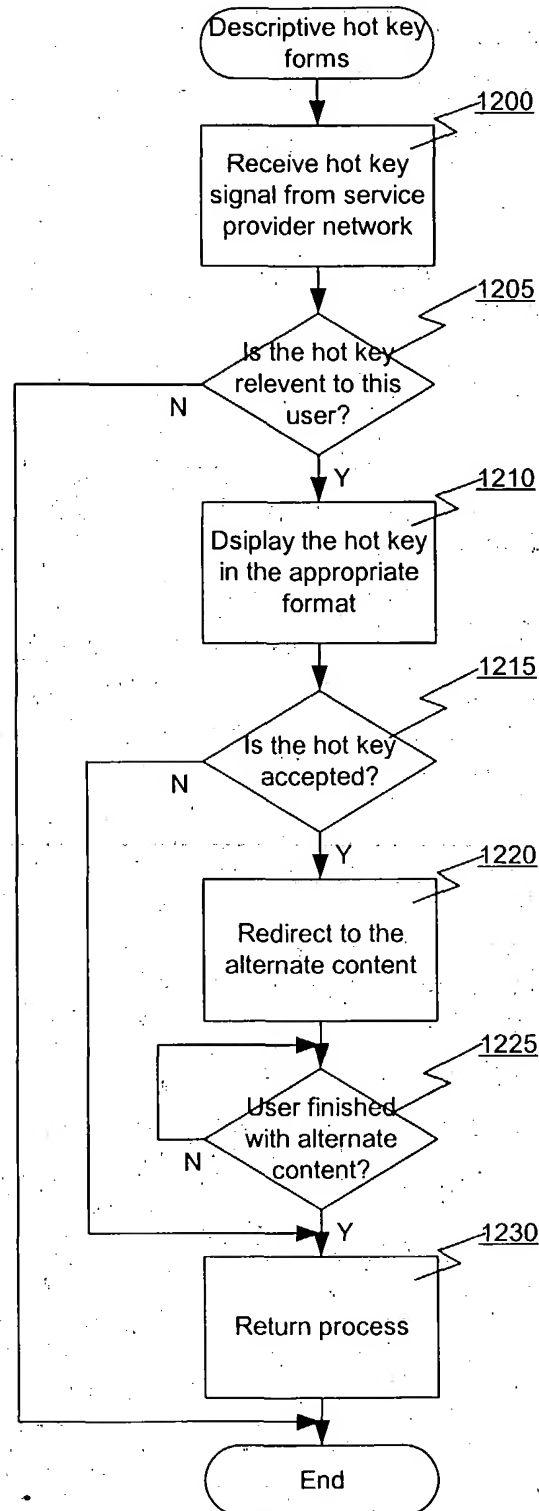 Descriptive hot key
forms
1200
Receive hot key
signal from service
provider network
1205
Is the hot key
relevent to this
user?
N
Y
1210
Dsiplay the hot key
in the appropriate
format
1215
Is the hot key
accepted?
N
Y
1220
Redirect to the
alternate content
1225
User finished
with alternate
content?
N
Y
1230
Return process
End